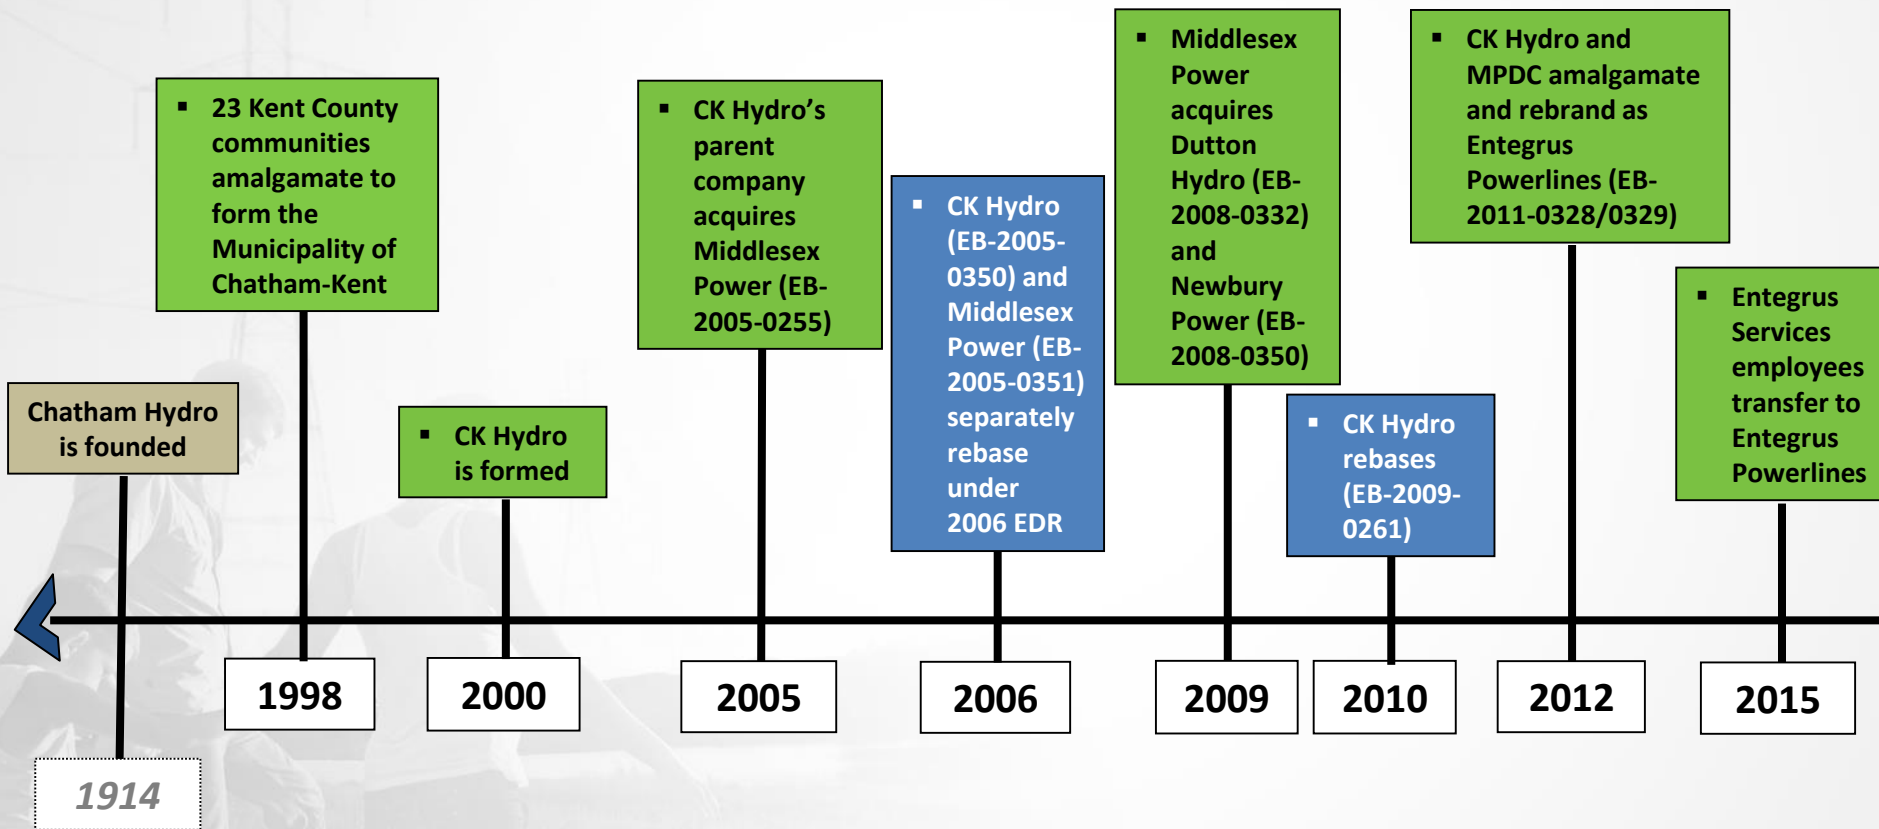 Chatham Hydro
is founded
1914
▪ 23 Kent County
communities
amalgamate to
form the
Municipality of
Chatham-Kent
1998
▪ CK Hydro
is formed
2000
▪ CK Hydro’s
parent
company
acquires
Middlesex
Power (EB-
2005-0255)
2005
▪ CK Hydro
(EB-2005-
0350) and
Middlesex
Power (EB-
2005-0351)
separately
rebase
under
2006 EDR
2006
▪ Middlesex
Power
acquires
Dutton
Hydro (EB-
2008-0332)
and
Newbury
Power (EB-
2008-0350)
2009
▪ CK Hydro
rebases
(EB-2009-
0261)
2010
▪ CK Hydro and
MPDC amalgamate
and rebrand as
Entegrus
Powerlines (EB-
2011-0328/0329)
2012
▪ Entegrus
Services
employees
transfer to
Entegrus
Powerlines
2015